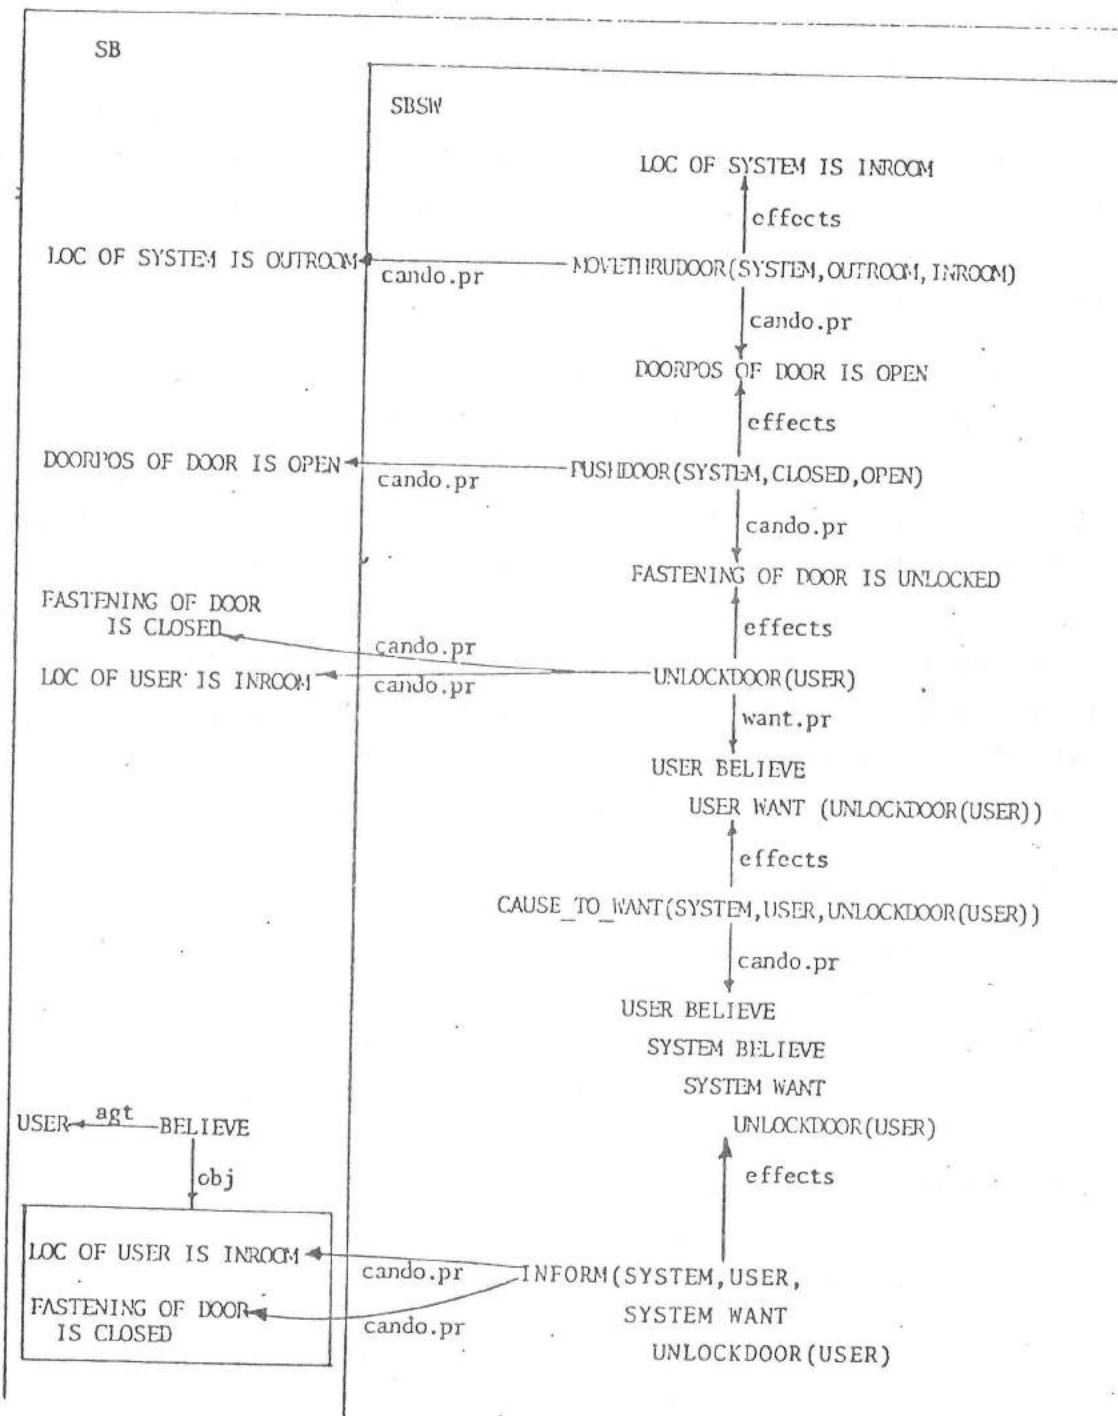 SB
SBSW
LOC OF SYSTEM IS INROOM
effects
LOC OF SYSTEM IS OUTROOM
cando.pr
MOVETHRUDOOR(SYSTEM,OUTROOM,INROOM)
cando.pr
DOORPOS OF DOOR IS OPEN
effects
DOORPOS OF DOOR IS OPEN
cando.pr
PUSHDOOR(SYSTEM,CLOSED,OPEN)
cando.pr
FASTENING OF DOOR IS UNLOCKED
FASTENING OF DOOR
IS CLOSED
effects
cando.pr
LOC OF USER IS INROOM
cando.pr
UNLOCKDOOR(USER)
want.pr
USER BELIEVE
USER WANT (UNLOCKDOOR(USER))
effects
CAUSE_TO_WANT(SYSTEM,USER,UNLOCKDOOR(USER))
cando.pr
USER BELIEVE
SYSTEM BELIEVE
SYSTEM WANT
UNLOCKDOOR(USER)
USER agt BELIEVE
obj
effects
LOC OF USER IS INROOM
cando.pr
INFORM(SYSTEM,USER,
FASTENING OF DOOR
IS CLOSED
cando.pr
SYSTEM WANT
UNLOCKDOOR(USER)